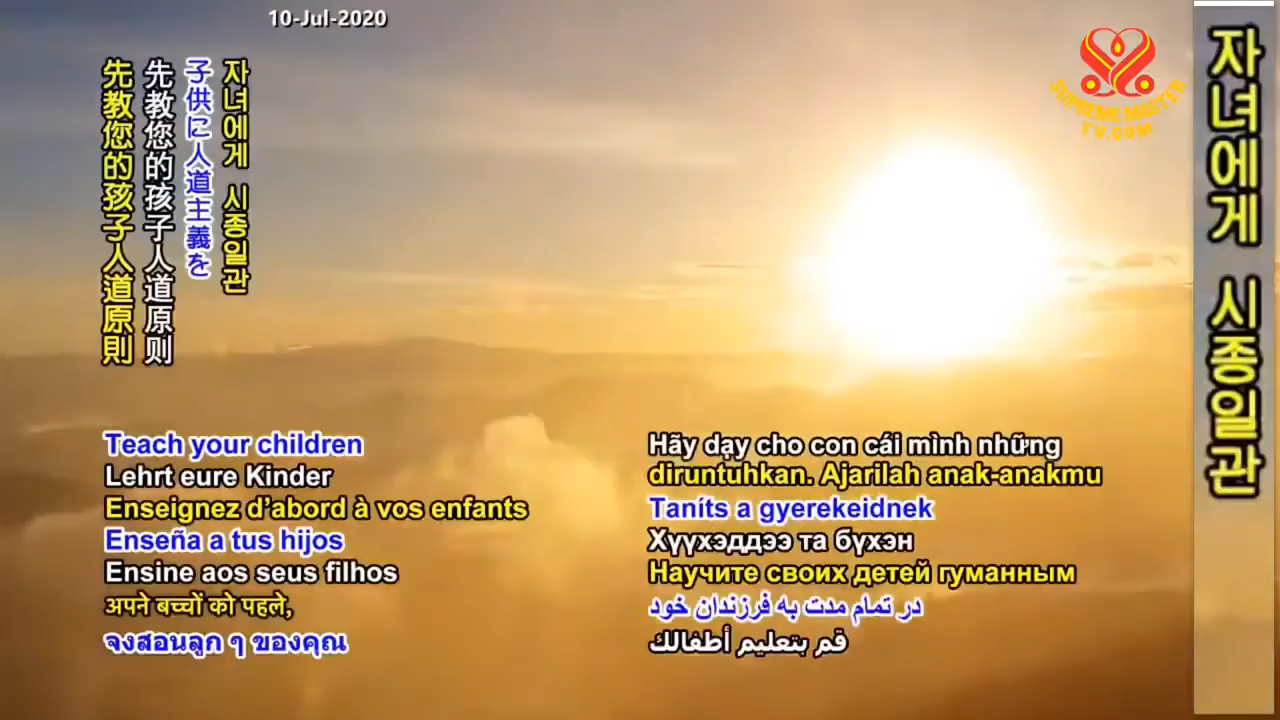 10-Jul-2020
SUPREME MASTER
TV.COM
자녀에게 시종일관
자녀에게 시종일관
子供に人道主義を
先教您的孩子人道原则
先教您的孩子人道原則
Teach your children
Lehrt eure Kinder
Enseignez d’abord à vos enfants
Enseña a tus hijos
Ensine aos seus filhos
अपने बच्चों को पहले,
จงสอนลูก ๆ ของคุณ
Hãy dạy cho con cái mình những
diruntuhkan. Ajarilah anak-anakmu
Taníts a gyerekeidnek
Хүүхэддээ та бүхэн
Научите своих детей гуманным
در تمام مدت به فرزندان خود
قم بتعليم أطفالك